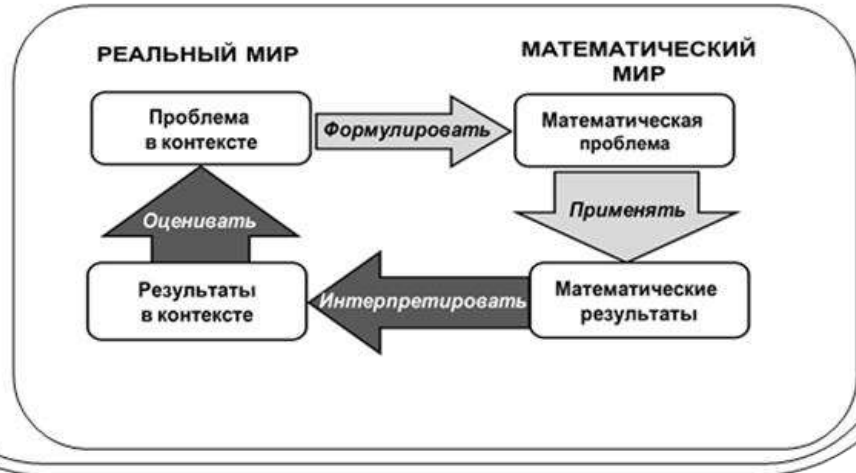 РЕАЛЬНЫЙ МИР
МАТЕМАТИЧЕСКИЙ
МИР
Проблема
в контексте
Формулировать
Математическая
проблема
Оценивать
Применять
Результаты
в контексте
Интерпретировать
Математические
результаты